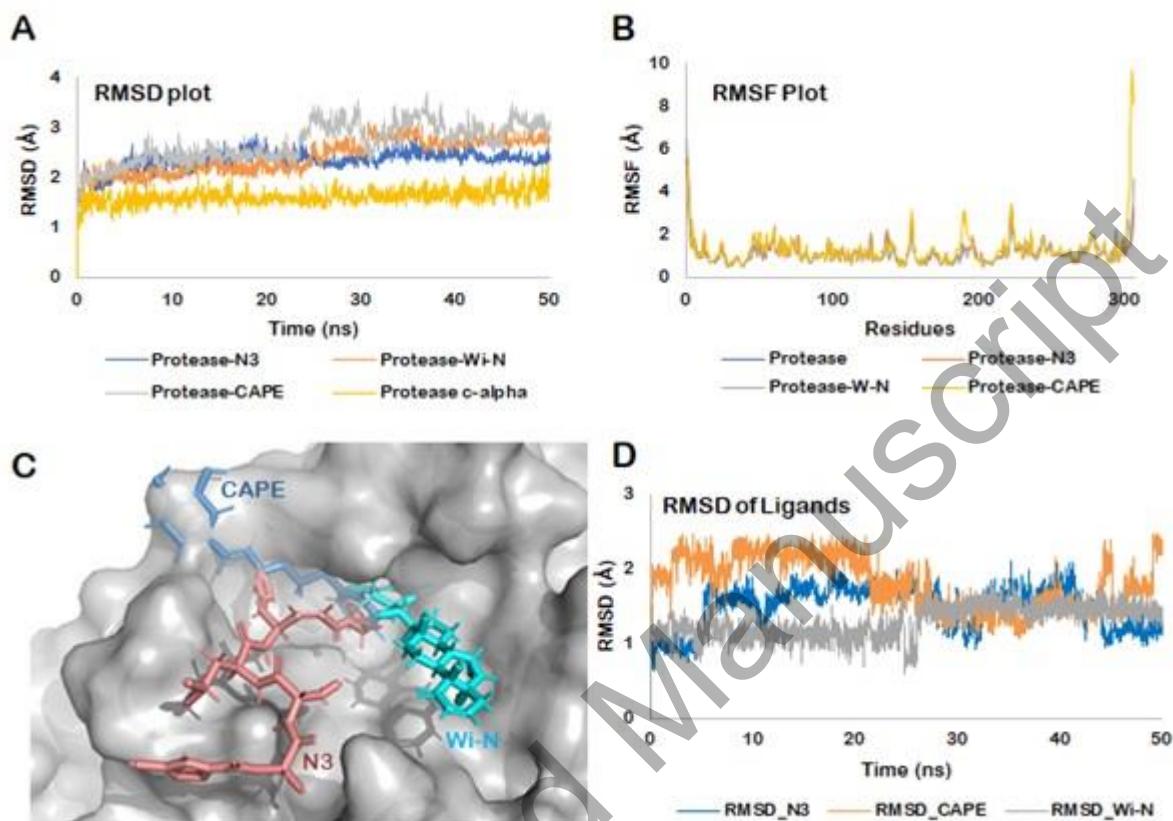 A
RMSD plot
RMSD (Å)
4
3
2
1
0
0 10 20 30 40 50
Time (ns)
Protease-N3 Protease-Wi-N
Protease-CAPE Protease c-alpha
B
RMSF Plot
RMSF (Å)
10
8
6
4
2
0
0 100 200 300
Residues
Protease Protease-N3
Protease-W-N Protease-CAPE
C
CAPE
N3
Wi-N
D
RMSD of Ligands
RMSD (Å)
3
2
1
0
0 10 20 30 40 50
Time (ns)
RMSD_N3 RMSD_CAPE RMSD_Wi-N
d Manuscript